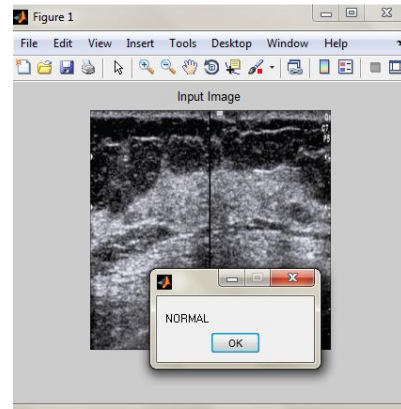 Figure 1
File Edit View Insert Tools Desktop Window Help
Input Image
NORMAL
OK